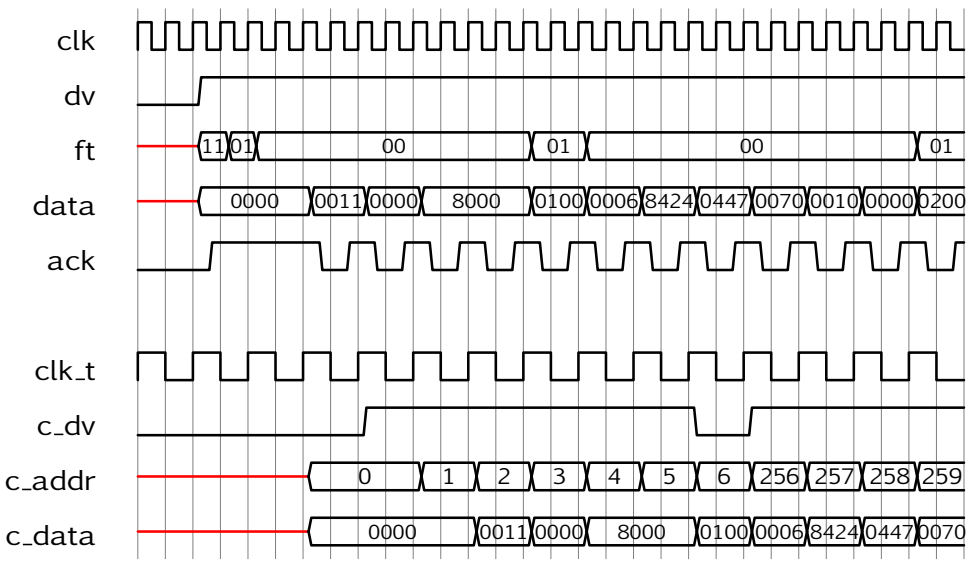 clk
dv
ft 11 01 00 01 00 01
data 0000 0011 0000 8000 0100 0006 8424 0447 0070 0010 0000 0200
ack
clk_t
c_dv
c_addr 0 1 2 3 4 5 6 256 257 258 259
c_data 0000 0011 0000 8000 0100 0006 8424 0447 0070